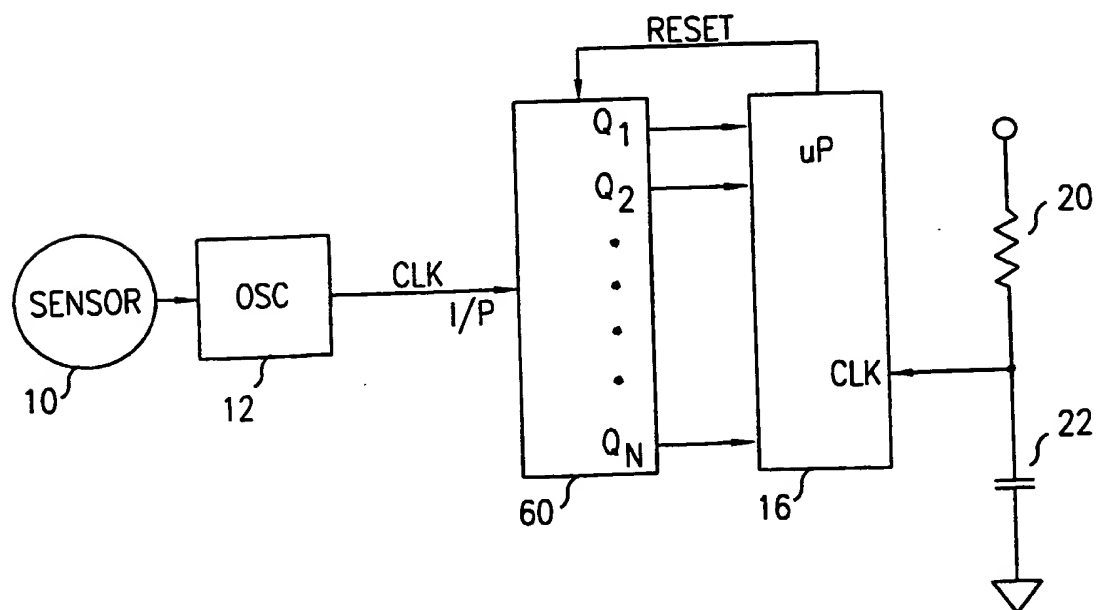 RESET
Q1
Q2
QN
uP
CLK
SENSOR
OSC
CLK
I/P
10
12
60
16
20
22